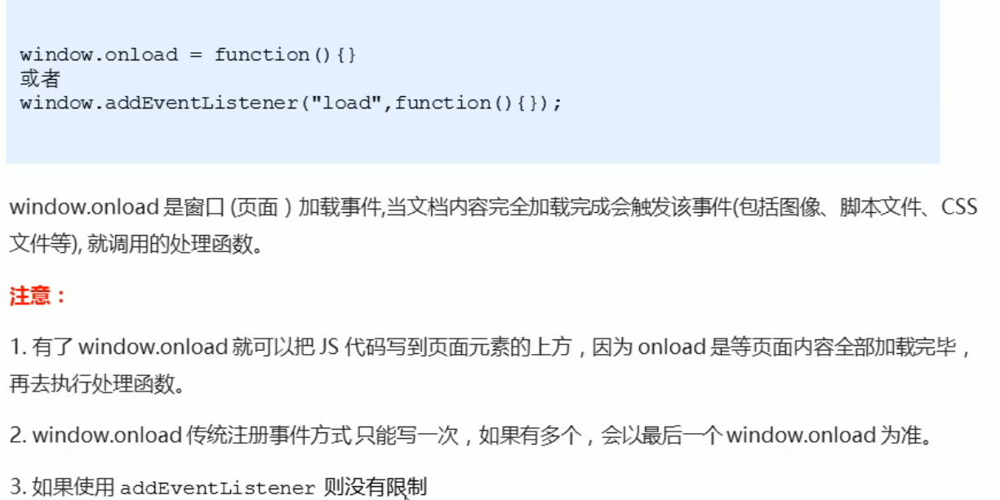 window.onload = function(){}
或者
window.addEventListener("load",function(){});
window.onload 是窗口 (页面）加载事件,当文档内容完全加载完成会触发该事件(包括图像、脚本文件、CSS
文件等), 就调用的处理函数。
注意：
1. 有了 window.onload 就可以把 JS 代码写到页面元素的上方，因为 onload 是等页面内容全部加载完毕，
再去执行处理函数。
2. window.onload 传统注册事件方式 只能写一次，如果有多个，会以最后一个 window.onload 为准。
3. 如果使用 addEventListener 则没有限制